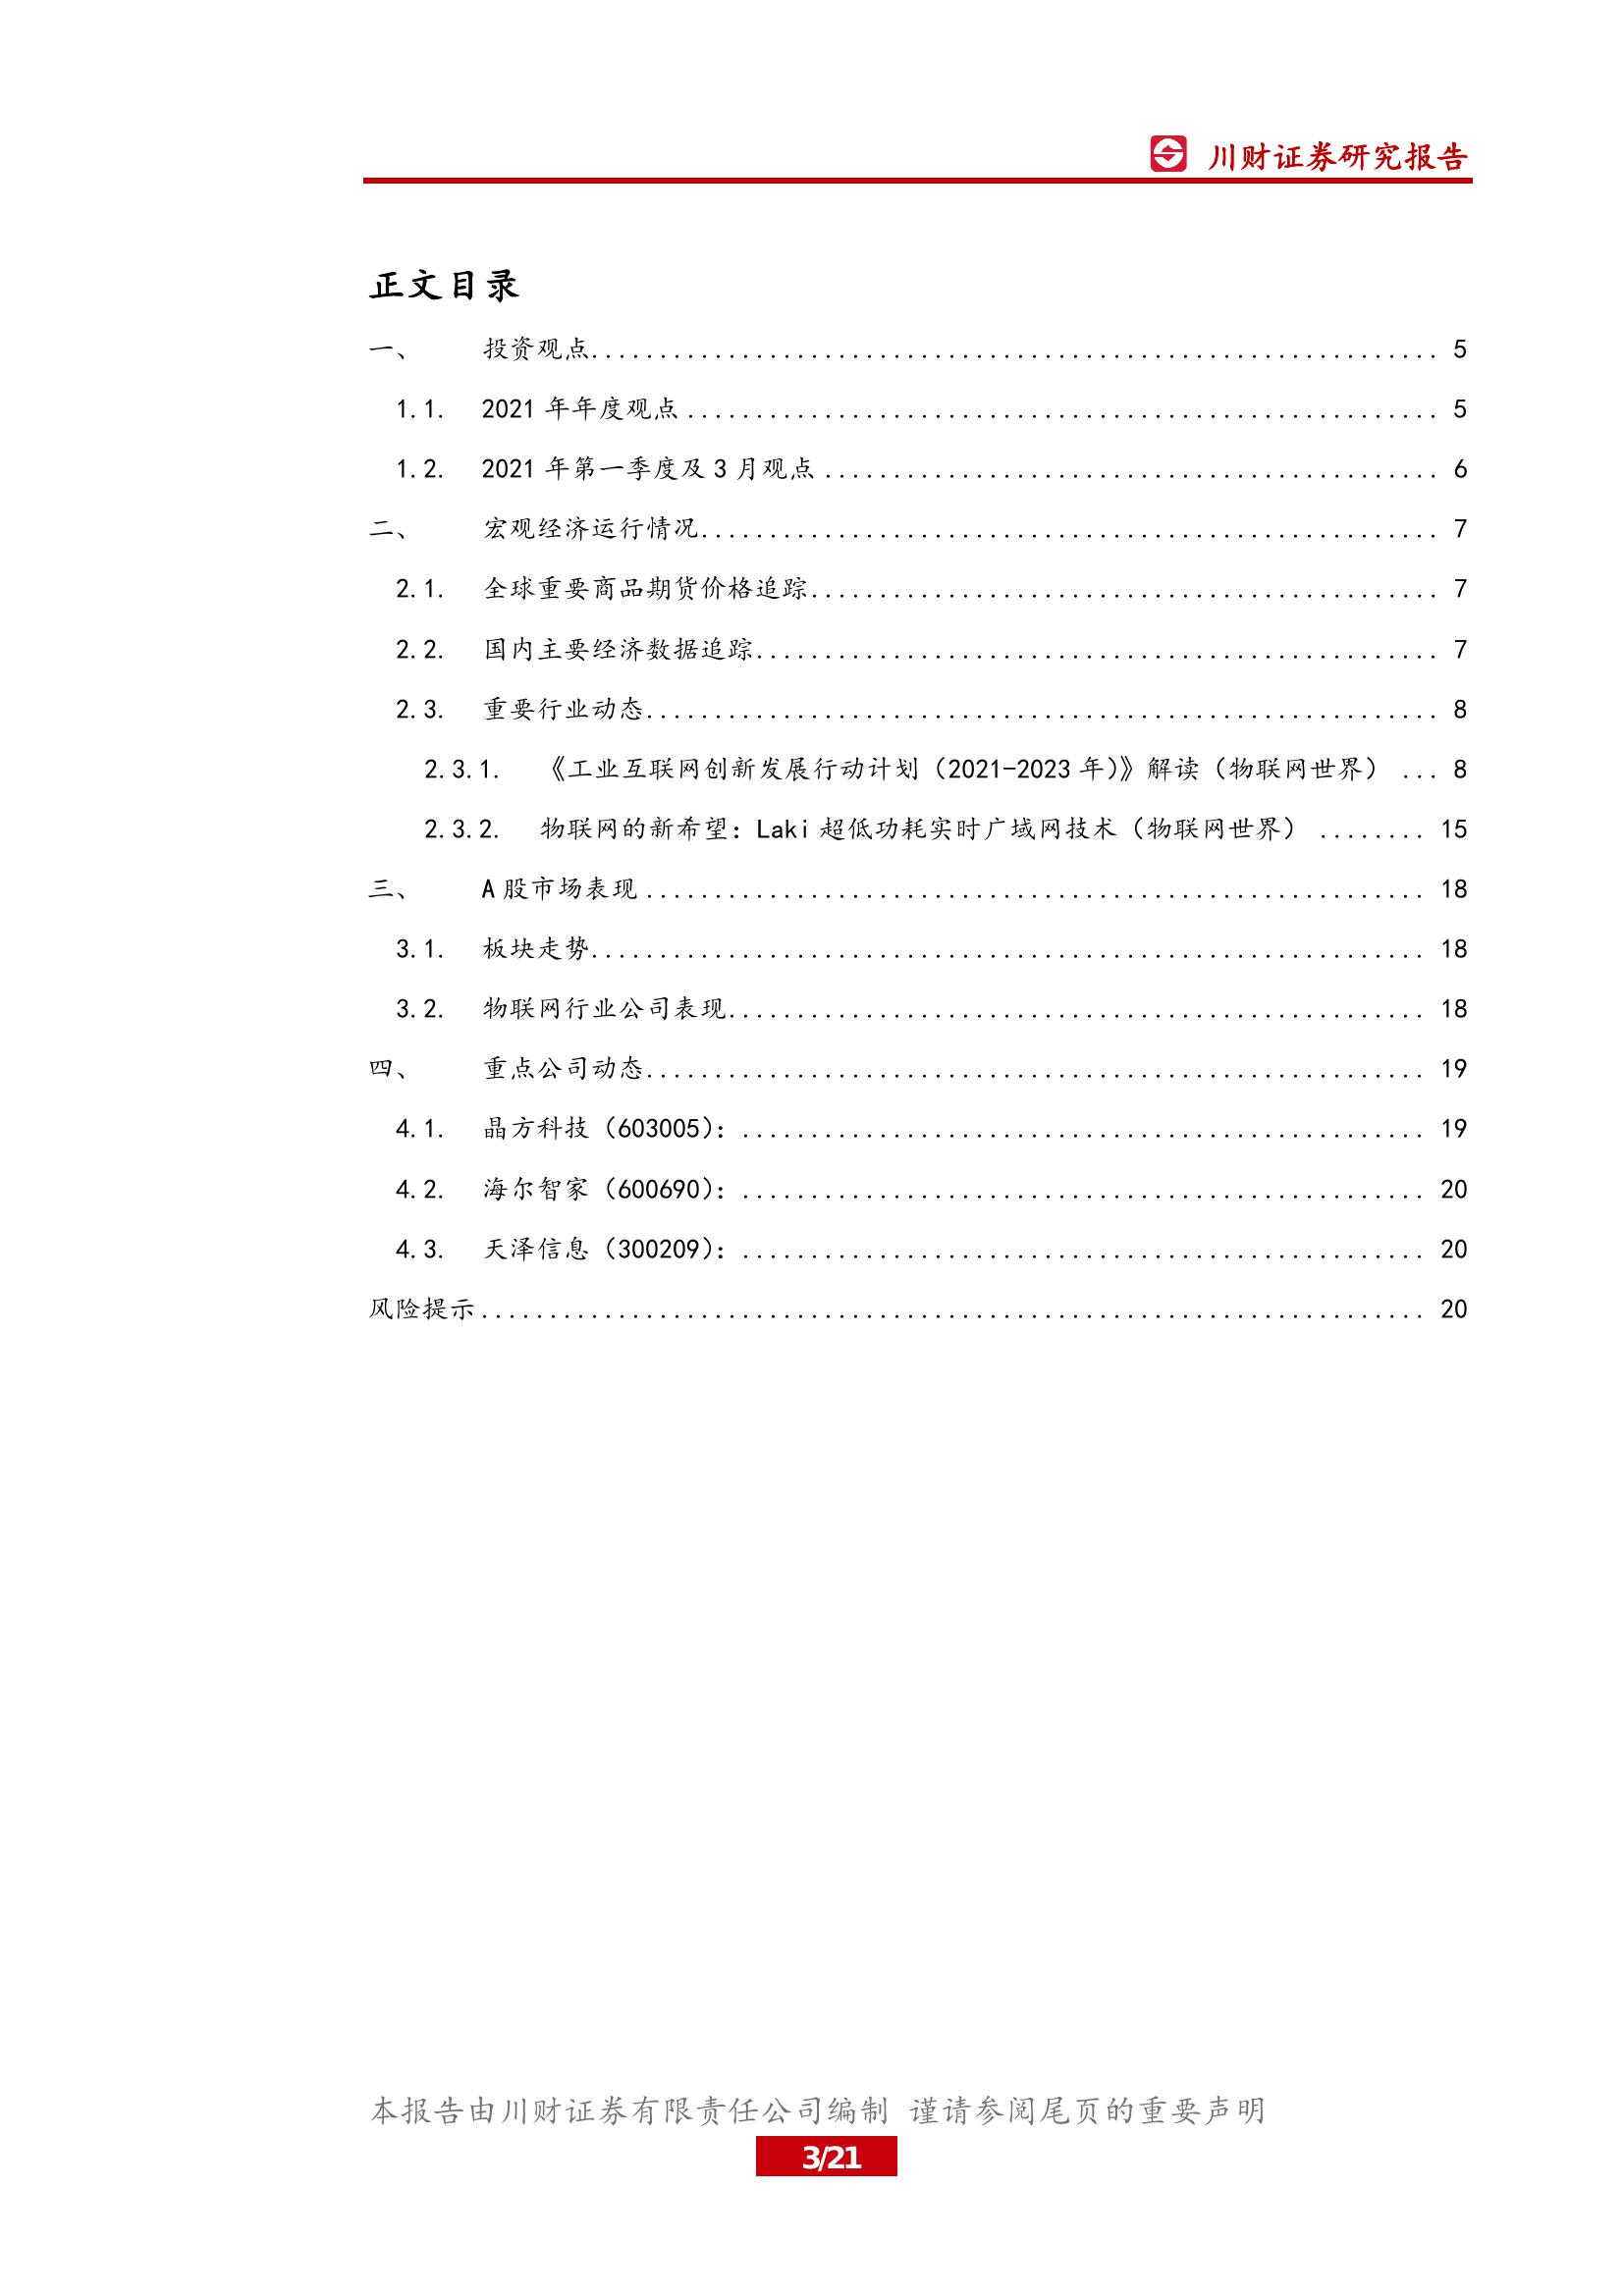 川财证券研究报告
正文目录
一、 投资观点.............................................................. 5
1.1. 2021 年年度观点 ....................................................... 5
1.2. 2021 年第一季度及 3 月观点 ............................................. 6
二、 宏观经济运行情况...................................................... 7
2.1. 全球重要商品期货价格追踪.............................................. 7
2.2. 国内主要经济数据追踪.................................................. 7
2.3. 重要行业动态.......................................................... 8
2.3.1. 《工业互联网创新发展行动计划（2021-2023 年）》解读（物联网世界） ... 8
2.3.2. 物联网的新希望：Laki 超低功耗实时广域网技术（物联网世界） ........ 15
三、 A 股市场表现 ......................................................... 18
3.1. 板块走势............................................................. 18
3.2. 物联网行业公司表现................................................... 18
四、 重点公司动态......................................................... 19
4.1. 晶方科技（603005）：.................................................. 19
4.2. 海尔智家（600690）：.................................................. 20
4.3. 天泽信息（300209）：.................................................. 20
风险提示..................................................................... 20
本报告由川财证券有限责任公司编制 谨请参阅尾页的重要声明
3/21